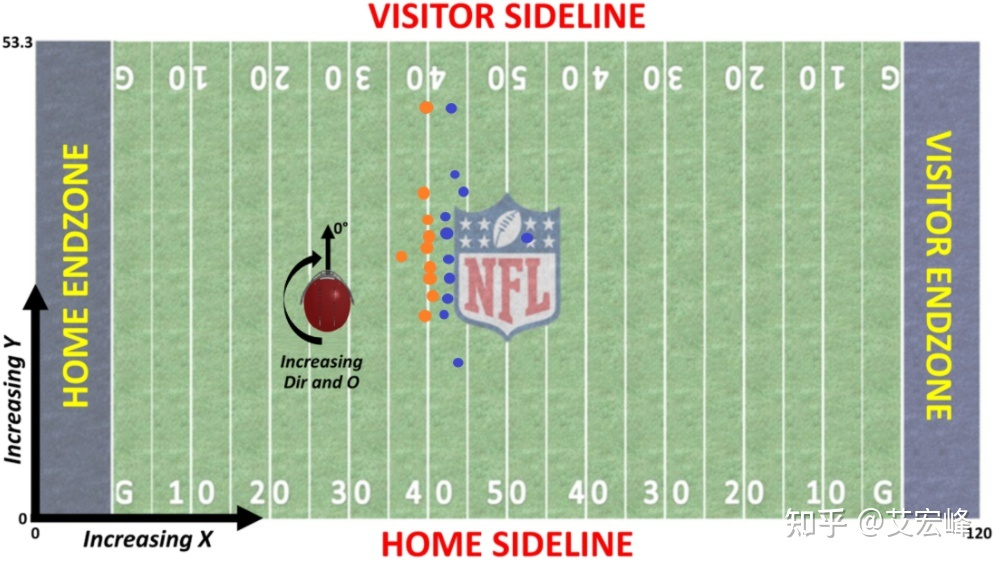 VISITOR SIDELINE
53.3
G 10 20 30 40 50 40 30 20 10 G
HOME ENDZONE
VISITOR ENDZONE
0°
NFL
Increasing
Dir and O
Increasing Y
G 10 20 30 40 50 40 30 20 10 G
0
0
Increasing X
HOME SIDELINE
知乎 @艾宏峰
120